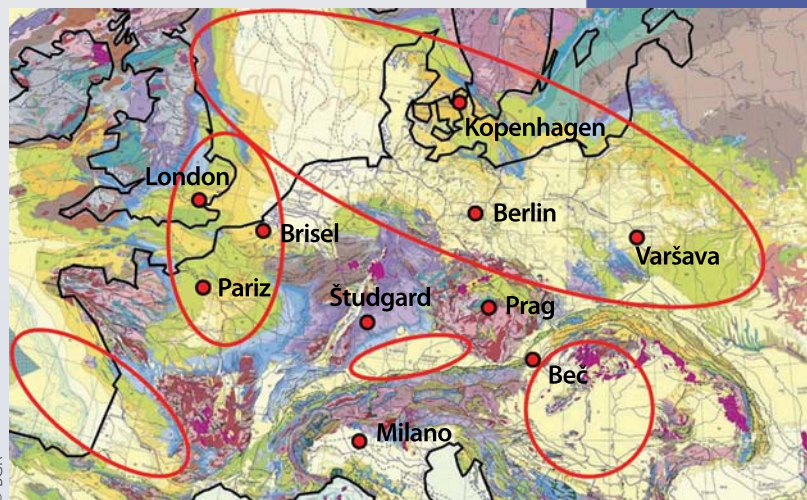 Kopenhagen
London
Berlin
Brisel
Varšava
Pariz
Študgard
Prag
Beč
Milano